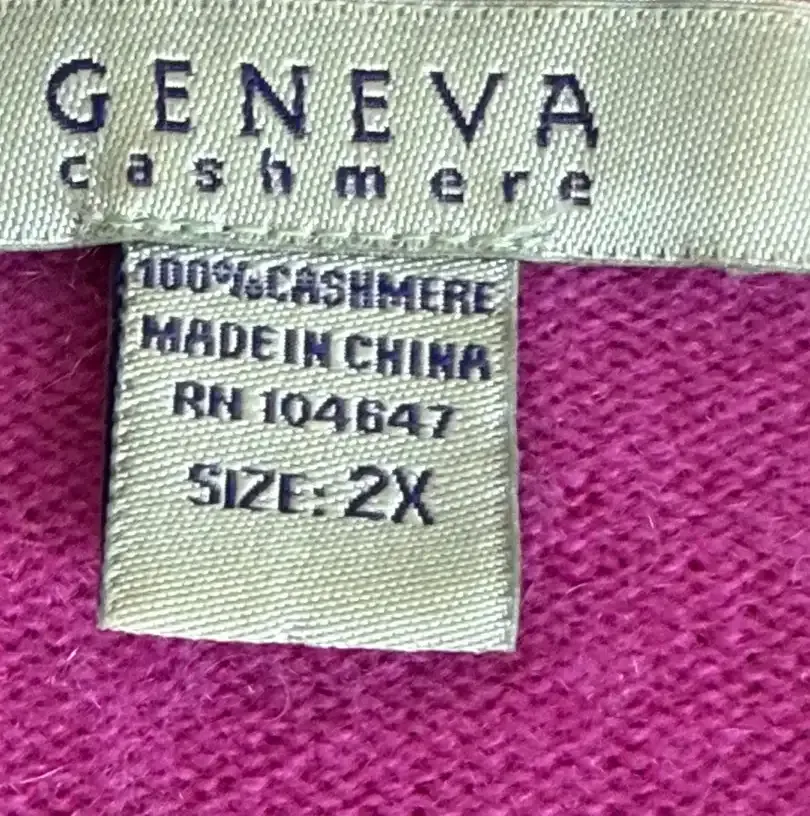 GENEVA
cashmere
100% CASHMERE
MADE IN CHINA
RN 104647
SIZE: 2X